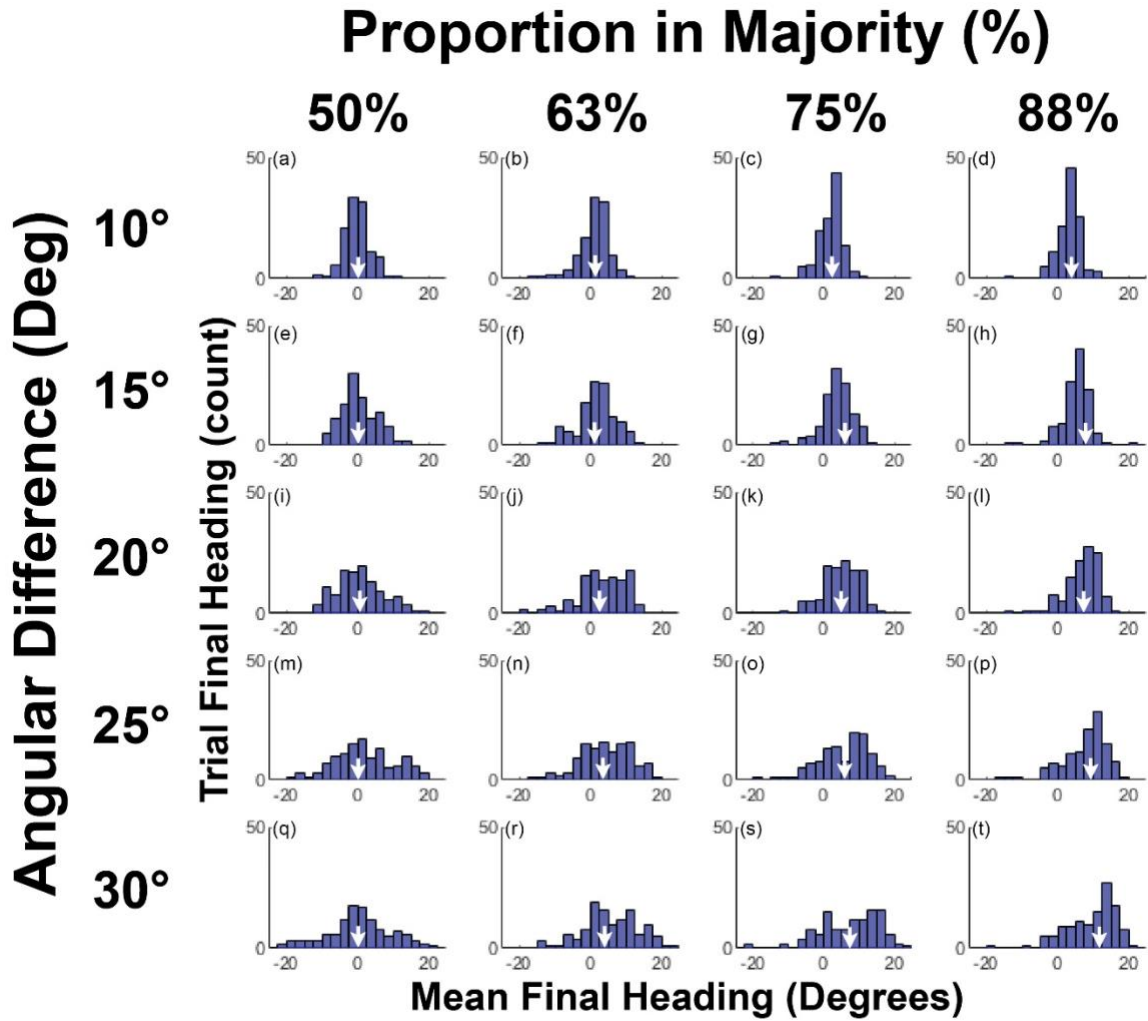 Proportion in Majority (%)
50% 63% 75% 88%
Angular Difference (Deg)
Trial Final Heading (count)
10°
50 (a) 50 (b) 50 (c) 50 (d)
0 0 0 0
-20 0 20 -20 0 20 -20 0 20 -20 0 20
15°
50 (e) 50 (f) 50 (g) 50 (h)
0 0 0 0
-20 0 20 -20 0 20 -20 0 20 -20 0 20
20°
50 (i) 50 (j) 50 (k) 50 (l)
0 0 0 0
-20 0 20 -20 0 20 -20 0 20 -20 0 20
25°
50 (m) 50 (n) 50 (o) 50 (p)
0 0 0 0
-20 0 20 -20 0 20 -20 0 20 -20 0 20
30°
50 (q) 50 (r) 50 (s) 50 (t)
0 0 0 0
-20 0 20 -20 0 20 -20 0 20 -20 0 20
Mean Final Heading (Degrees)